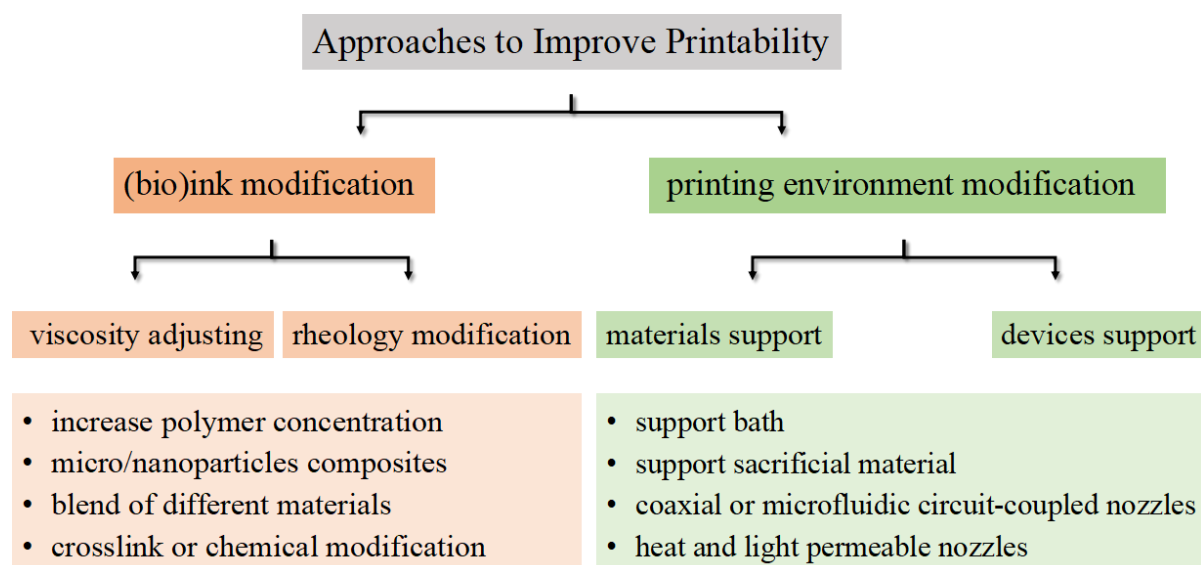 Approaches to Improve Printability
(bio)ink modification
printing environment modification
viscosity adjusting
rheology modification
materials support
devices support
• increase polymer concentration
• micro/nanoparticles composites
• blend of different materials
• crosslink or chemical modification
• support bath
• support sacrificial material
• coaxial or microfluidic circuit-coupled nozzles
• heat and light permeable nozzles